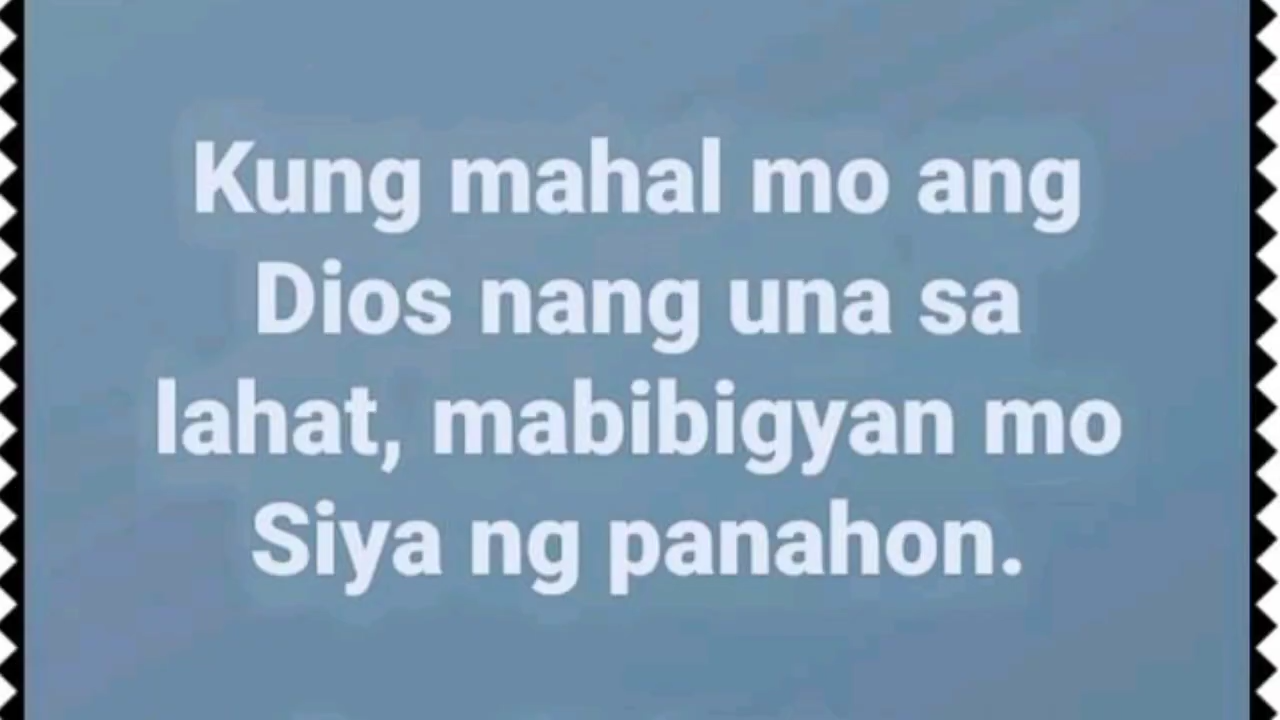 Kung mahal mo ang
Dios nang una sa
lahat, mabibigyan mo
Siya ng panahon.